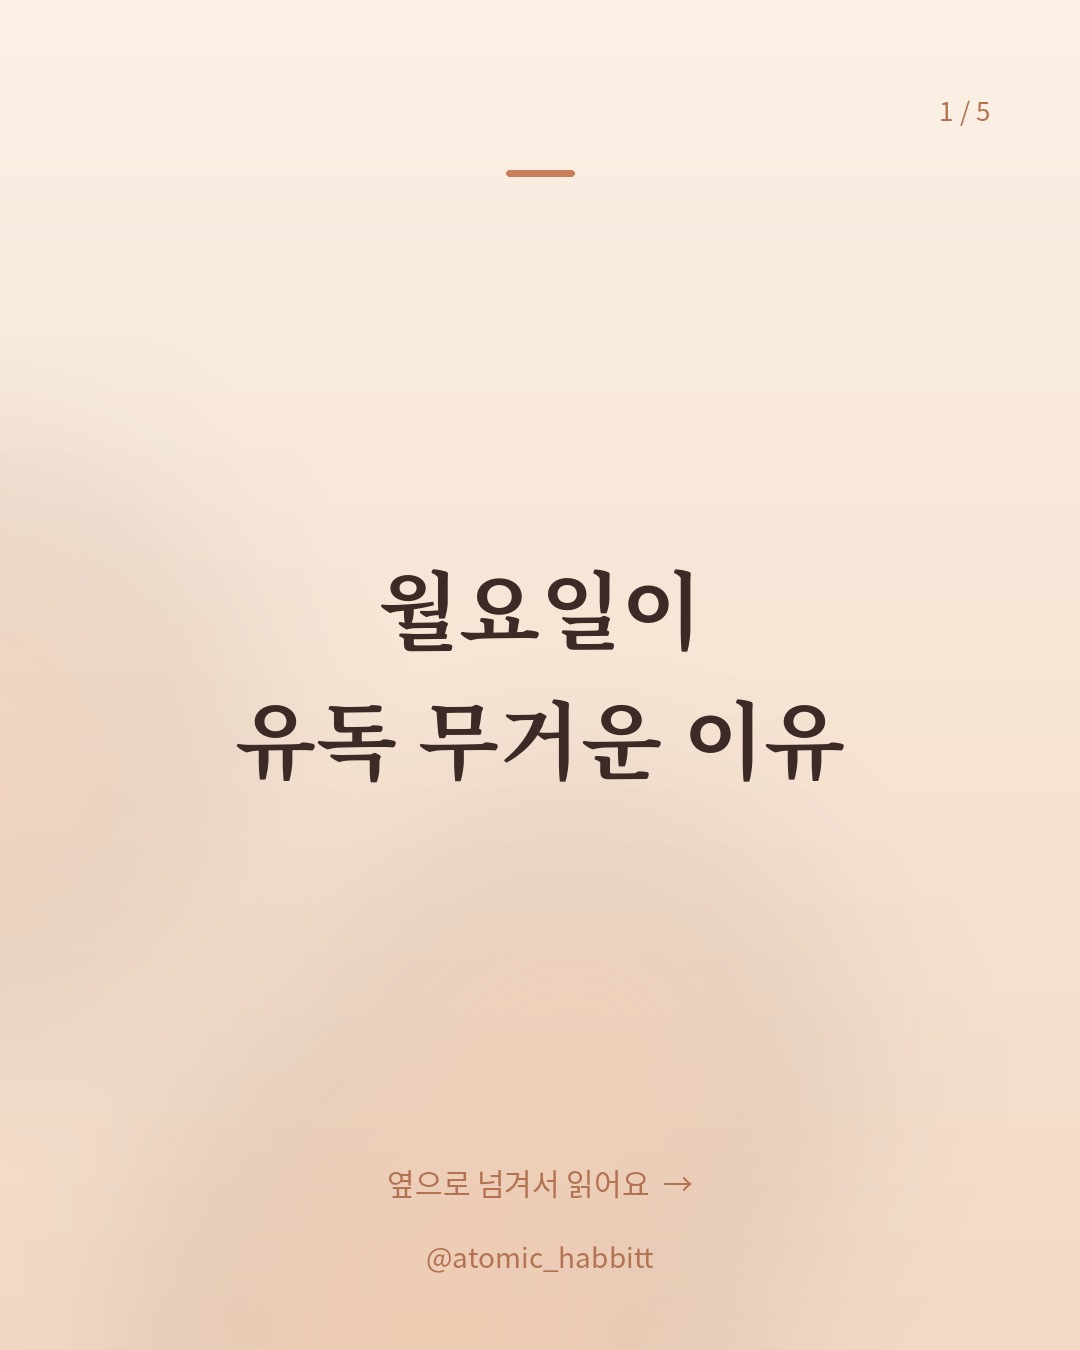 1 / 5
월요일이
유독 무거운 이유
옆으로 넘겨서 읽어요 →
@atomic_habbitt